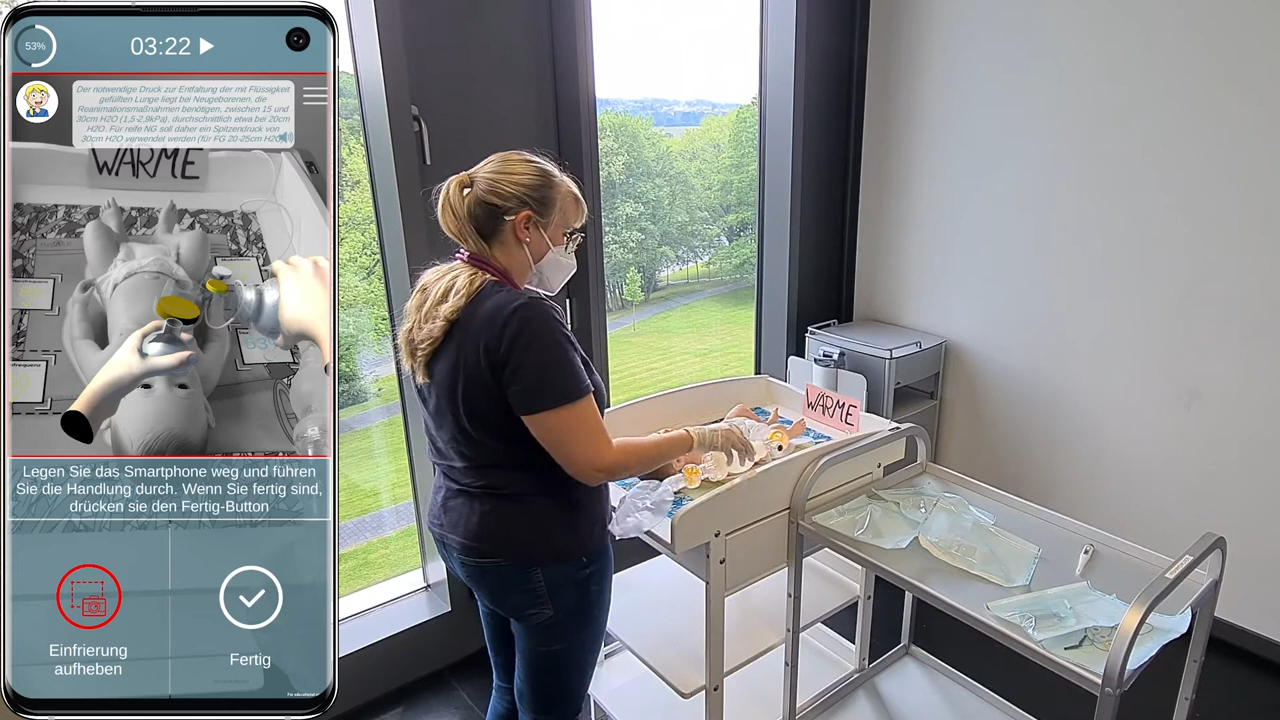 53%
03:22
Der notwendige Druck zur Entfaltung der mit Flüssigkeit
gefüllten Lunge liegt bei Neugeborenen, die
Reanimationsmaßnahmen benötigen, zwischen 15 und
30cm H2O (1,5-2,9kPa), durchschnittlich etwa bei 20cm
H2O. Für reife NG soll daher ein Spitzendruck von
30cm H2O verwendet werden (für FG 20-25cm H2O
WÄRME
53%
Legen Sie das Smartphone weg und führen
Sie die Handlung durch. Wenn Sie fertig sind,
drücken sie den Fertig-Button
Einfrierung
aufheben
Fertig
WÄRME